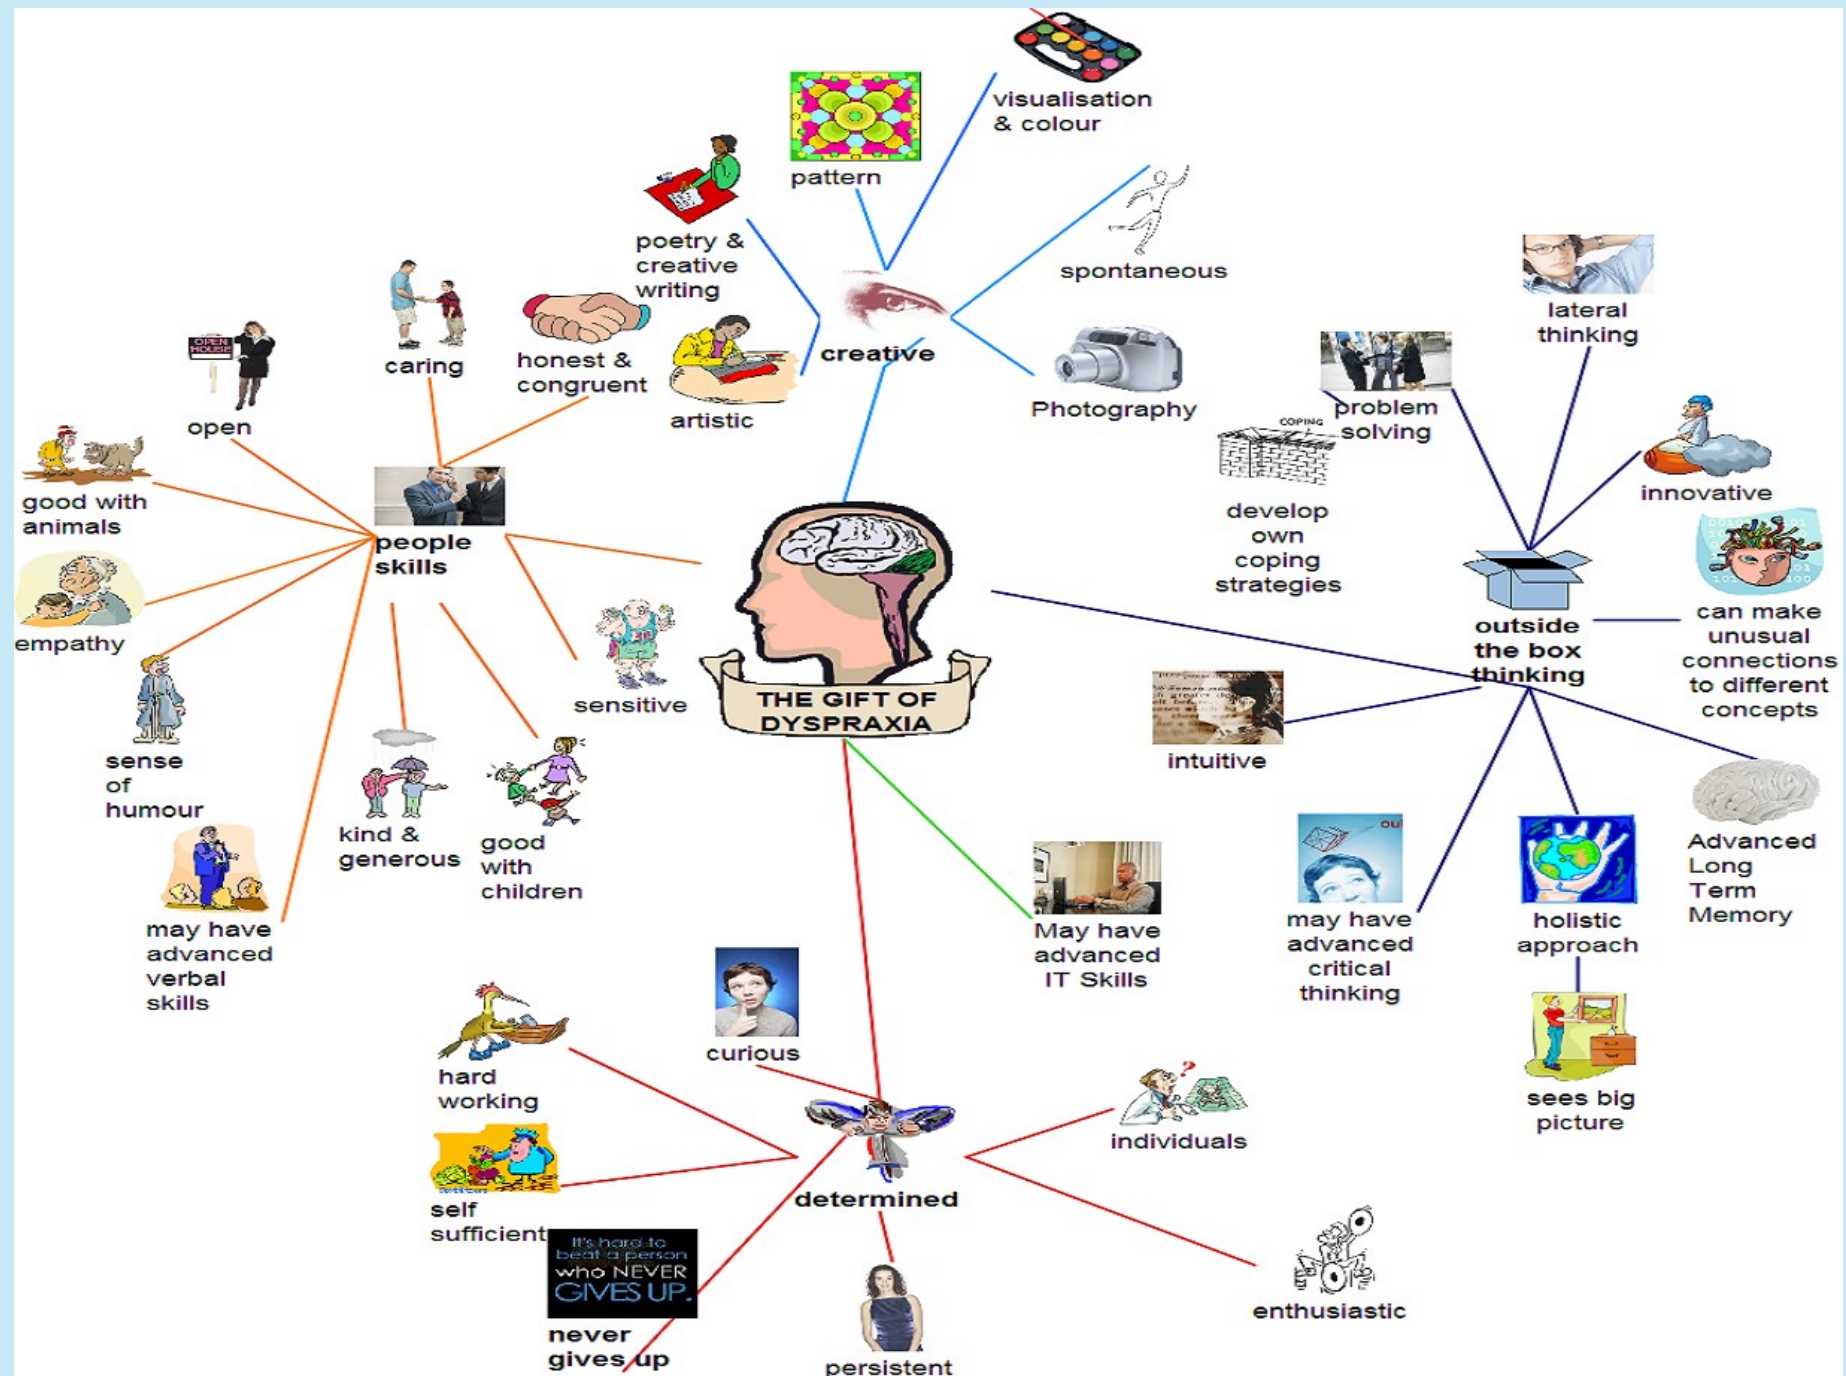 visualisation
& colour
pattern
poetry &
creative
writing
spontaneous
creative
artistic
Photography
caring
honest &
congruent
OPEN
HOUSE
open
good with
animals
people
skills
empathy
sense
of
humour
may have
advanced
verbal
skills
kind &
generous
good
with
children
sensitive
THE GIFT OF
DYSPRAXIA
lateral
thinking
problem
solving
COPING
develop
own
coping
strategies
innovative
outside
the box
thinking
can make
unusual
connections
to different
concepts
intuitive
Advanced
Long
Term
Memory
ou
may have
advanced
critical
thinking
holistic
approach
sees big
picture
May have
advanced
IT Skills
curious
hard
working
self
sufficient
It's hard to
beat a person
who NEVER
GIVES UP.
never
gives up
determined
persistent
?
individuals
enthusiastic